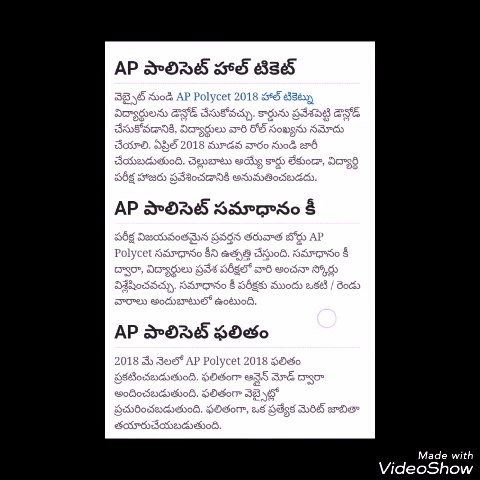 AP పాలిసెట్ హాల్ టికెట్
వెబ్సైట్ నుండి AP Polycet 2018 హాల్ టికెట్ను
విద్యార్థులను డౌన్లోడ్ చేసుకోవచ్చు. కార్డును ప్రవేశపెట్టి డౌన్లోడ్
చేసుకోవడానికి, విద్యార్థులు వారి రోల్ సంఖ్యను నమోదు
చేయాలి. ఏప్రిల్ 2018 మూడవ వారం నుండి జారీ
చేయబడుతుంది. చెల్లుబాటు అయ్యే కార్డు లేకుండా, విద్యార్థి
పరీక్ష హాజరు ప్రవేశించడానికి అనుమతించబడదు.
AP పాలిసెట్ సమాధానం కీ
పరీక్ష విజయవంతమైన ప్రవర్తన తరువాత బోర్డు AP
Polycet సమాధానం కీని ఉత్పత్తి చేస్తుంది. సమాధానం కీ
ద్వారా, విద్యార్థులు ప్రవేశ పరీక్షలో వారి అంచనా స్కోర్లు
విశ్లేషించవచ్చు. సమాధానం కీ పరీక్షకు ముందు ఒకటి / రెండు
వారాలు అందుబాటులో ఉంటుంది.
AP పాలిసెట్ ఫలితం
2018 మే నెలలో AP Polycet 2018 ఫలితం
ప్రకటించబడుతుంది. ఫలితంగా ఆన్లైన్ మోడ్ ద్వారా
అందించబడుతుంది. ఫలితంగా వెబ్సైట్లో
ప్రచురించబడుతుంది. ఫలితంగా, ఒక ప్రత్యేక మెరిట్ జాబితా
తయారుచేయబడుతుంది.
Made with
VideoShow